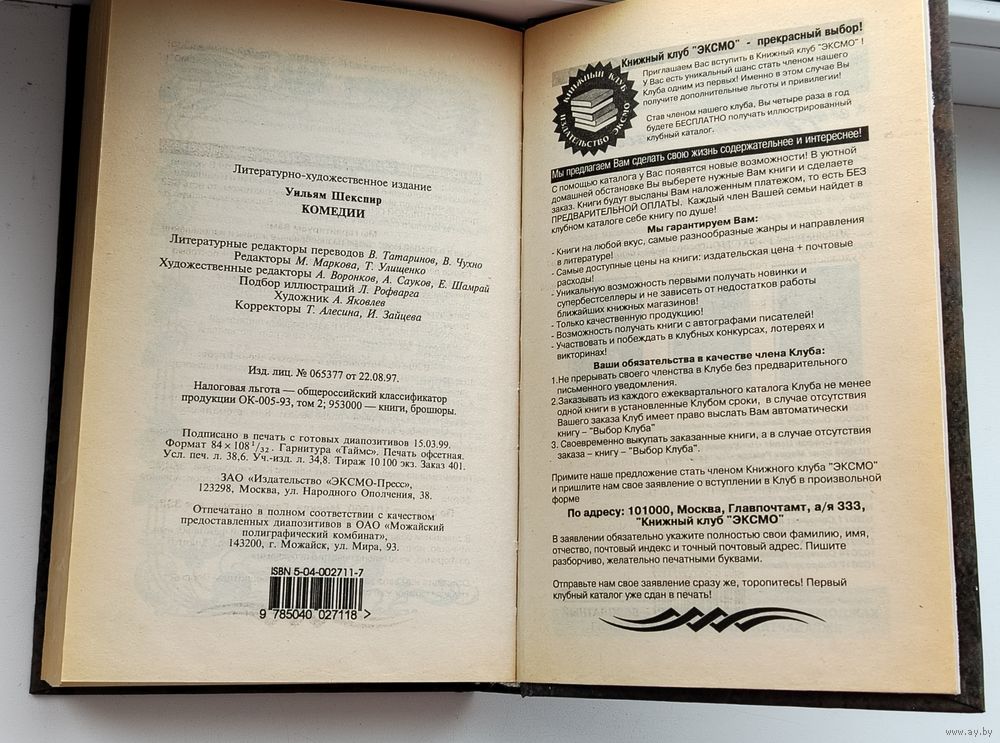 Литературно-художественное издание
Уильям Шекспир
КОМЕДИИ
Литературные редакторы переводов В. Татаринов, В. Чухно
Редакторы М. Маркова, Т. Улищенко
Художественные редакторы А. Воронков, А. Сауков, Е. Шамрай
Подбор иллюстраций Л. Рофварга
Художник А. Яковлев
Корректоры Т. Алесина, И. Зайцева
Изд. лиц. № 065377 от 22.08.97.
Налоговая льгота — общероссийский классификатор
продукции ОК-005-93, том 2; 953000 — книги, брошюры.
Подписано в печать с готовых диапозитивов 15.03.99.
Формат 84 × 108 1/32. Гарнитура «Таймс». Печать офсетная.
Усл. печ. л. 38,6. Уч.-изд. л. 34,8. Тираж 10 100 экз. Заказ 401.
ЗАО «Издательство «ЭКСМО-Пресс»,
123298, Москва, ул. Народного Ополчения, 38.
Отпечатано в полном соответствии с качеством
предоставленных диапозитивов в ОАО «Можайский
полиграфический комбинат»,
143200, г. Можайск, ул. Мира, 93.
ISBN 5-04-002711-7
9 785040 027118 >
Книжный клуб "ЭКСМО" - прекрасный выбор!
КНИЖНЫЙ КЛУБ
ИЗДАТЕЛЬСТВО ЭКСМО
Приглашаем Вас вступить в Книжный клуб "ЭКСМО" !
У Вас есть уникальный шанс стать членом нашего
Клуба одним из первых! Именно в этом случае Вы
получите дополнительные льготы и привилегии!
Став членом нашего клуба, Вы четыре раза в год
будете БЕСПЛАТНО получать иллюстрированный
клубный каталог.
Мы предлагаем Вам сделать свою жизнь содержательнее и интереснее!
С помощью каталога у Вас появятся новые возможности! В уютной
домашней обстановке Вы выберете нужные Вам книги и сделаете
заказ. Книги будут высланы Вам наложенным платежом, то есть БЕЗ
ПРЕДВАРИТЕЛЬНОЙ ОПЛАТЫ. Каждый член Вашей семьи найдет в
клубном каталоге себе книгу по душе!
Мы гарантируем Вам:
- Книги на любой вкус, самые разнообразные жанры и направления
в литературе!
- Самые доступные цены на книги: издательская цена + почтовые
расходы!
- Уникальную возможность первыми получать новинки и
супербестселлеры и не зависеть от недостатков работы
ближайших книжных магазинов!
- Только качественную продукцию!
- Возможность получать книги с автографами писателей!
- Участвовать и побеждать в клубных конкурсах, лотереях и
викторинах!
Ваши обязательства в качестве члена Клуба:
1.Не прерывать своего членства в Клубе без предварительного
письменного уведомления.
2.Заказывать из каждого ежеквартального каталога Клуба не менее
одной книги в установленные Клубом сроки, в случае отсутствия
Вашего заказа Клуб имеет право выслать Вам автоматически
книгу – "Выбор Клуба"
3. Своевременно выкупать заказанные книги, а в случае отсутствия
заказа – книгу – "Выбор Клуба".
Примите наше предложение стать членом Книжного клуба "ЭКСМО"
и пришлите нам свое заявление о вступлении в Клуб в произвольной
форме
По адресу: 101000, Москва, Главпочтамт, а/я 333,
"Книжный клуб "ЭКСМО"
В заявлении обязательно укажите полностью свои фамилию, имя,
отчество, почтовый индекс и точный почтовый адрес. Пишите
разборчиво, желательно печатными буквами.
Отправьте нам свое заявление сразу же, торопитесь! Первый
клубный каталог уже сдан в печать!
www.ay.by